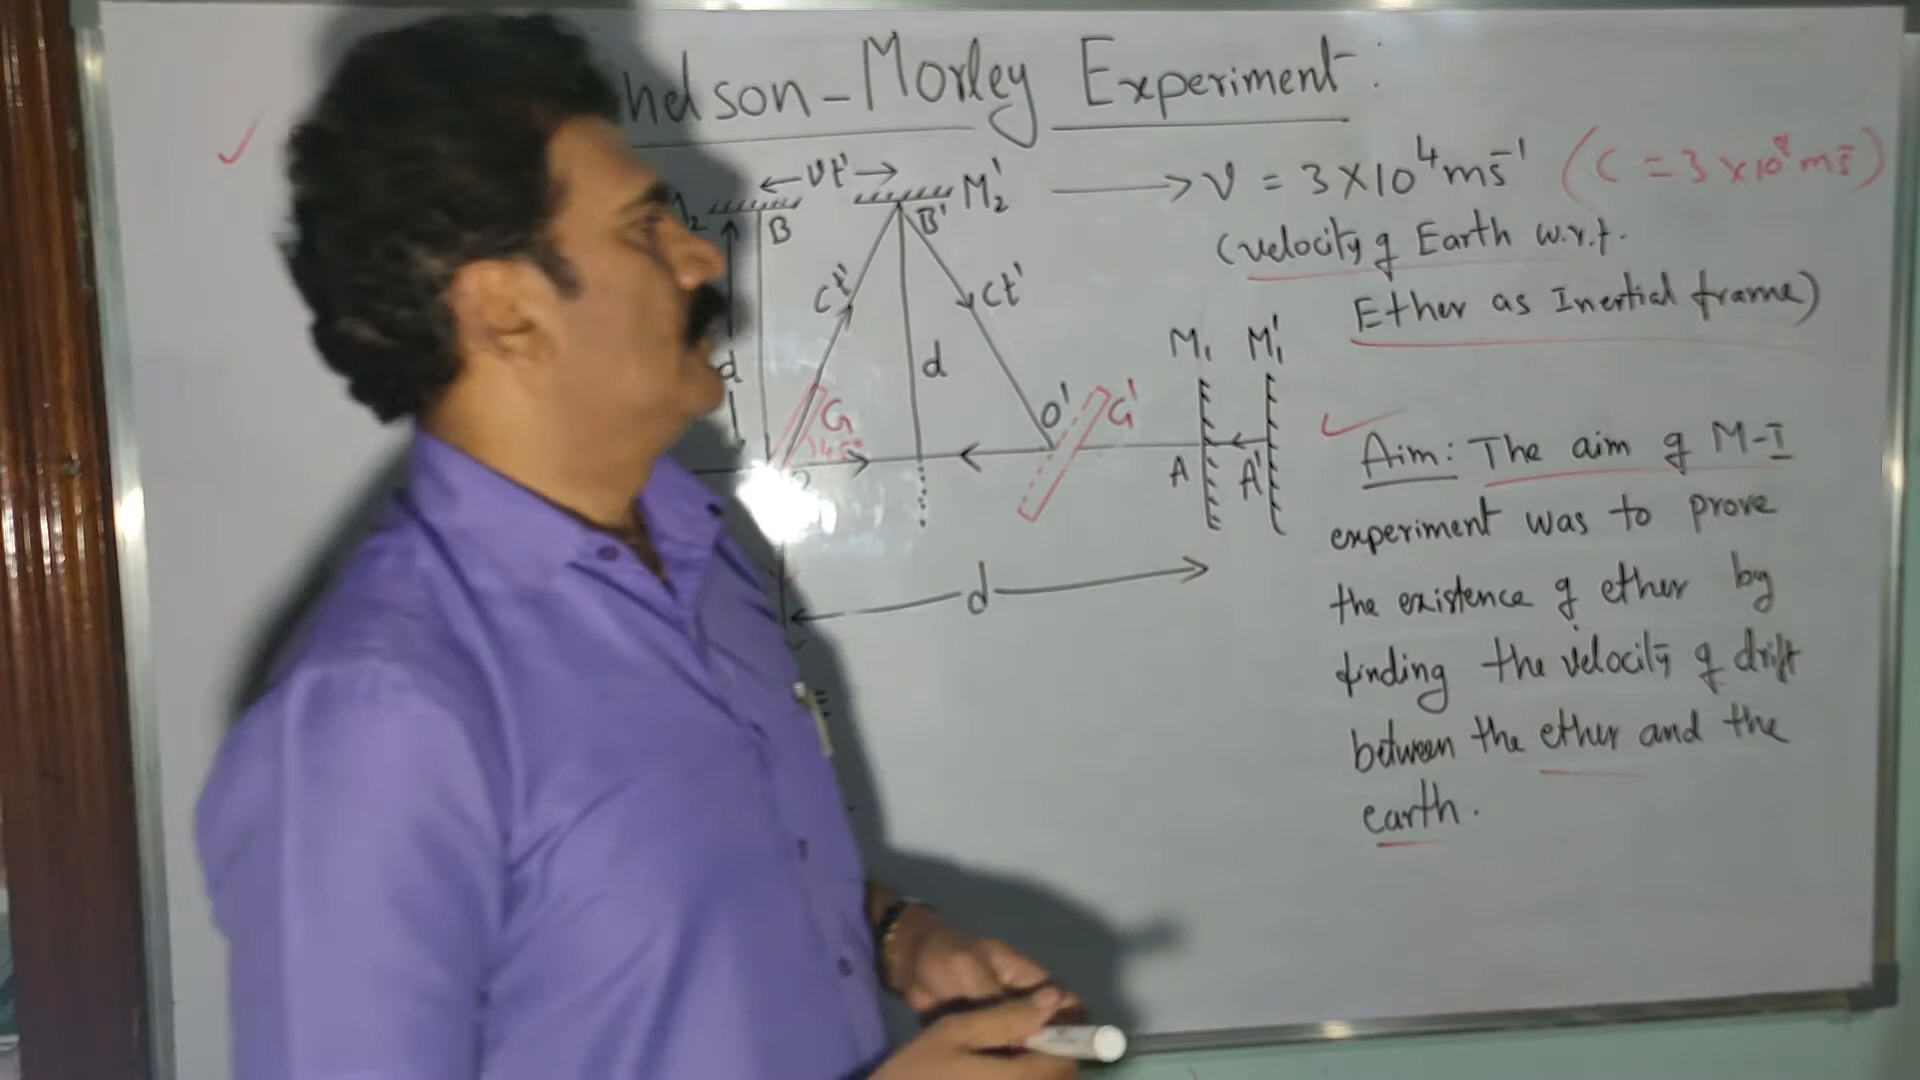 helson-Morley Experiment:
← vt' → M₂'
→ v = 3×10⁴ms⁻¹ (C = 3×10⁸ms⁻)
B B'
(velocity of Earth w.r.t.
Ether as Inertial frame)
ct' ct'
M₁ M₁'
d d
G 45° O' G'
A A'
Aim: The aim of M-I
experiment was to prove
the existence of ether by
finding the velocity of drift
between the ether and the
earth.
d